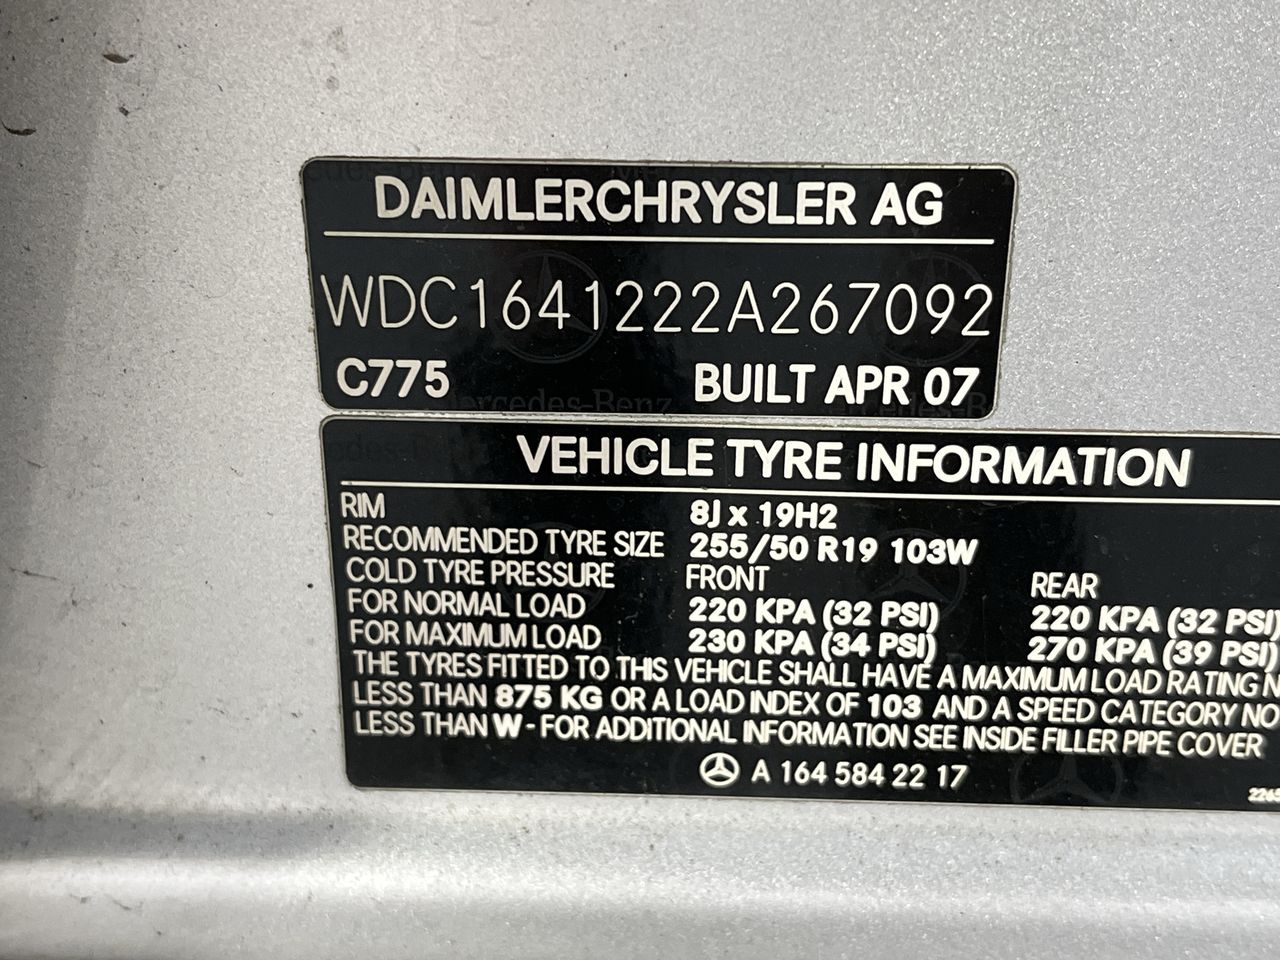 DAIMLERCHRYSLER AG
WDC1641222A267092
C775 BUILT APR 07
VEHICLE TYRE INFORMATION
RIM 8J x 19H2
RECOMMENDED TYRE SIZE 255/50 R19 103W
COLD TYRE PRESSURE FRONT REAR
FOR NORMAL LOAD 220 KPA (32 PSI) 220 KPA (32 PSI)
FOR MAXIMUM LOAD 230 KPA (34 PSI) 270 KPA (39 PSI)
THE TYRES FITTED TO THIS VEHICLE SHALL HAVE A MAXIMUM LOAD RATING
LESS THAN 875 KG OR A LOAD INDEX OF 103 AND A SPEED CATEGORY NO
LESS THAN W - FOR ADDITIONAL INFORMATION SEE INSIDE FILLER PIPE COVER
A 164 584 22 17